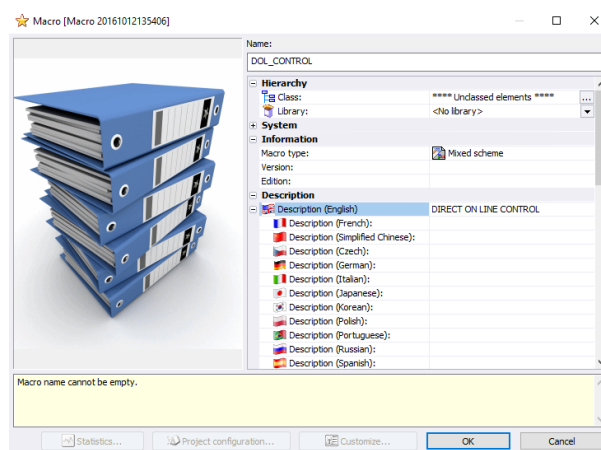 Macro [Macro 20161012135406]
Name:
DOL_CONTROL
Hierarchy
Class: **** Unclassed elements **** ...
Library: <No library>
System
Information
Macro type: Mixed scheme
Version:
Edition:
Description
Description (English) DIRECT ON LINE CONTROL
Description (French):
Description (Simplified Chinese):
Description (Czech):
Description (German):
Description (Italian):
Description (Japanese):
Description (Korean):
Description (Polish):
Description (Portuguese):
Description (Russian):
Description (Spanish):
Macro name cannot be empty.
Statistics... Project configuration... Customize... OK Cancel